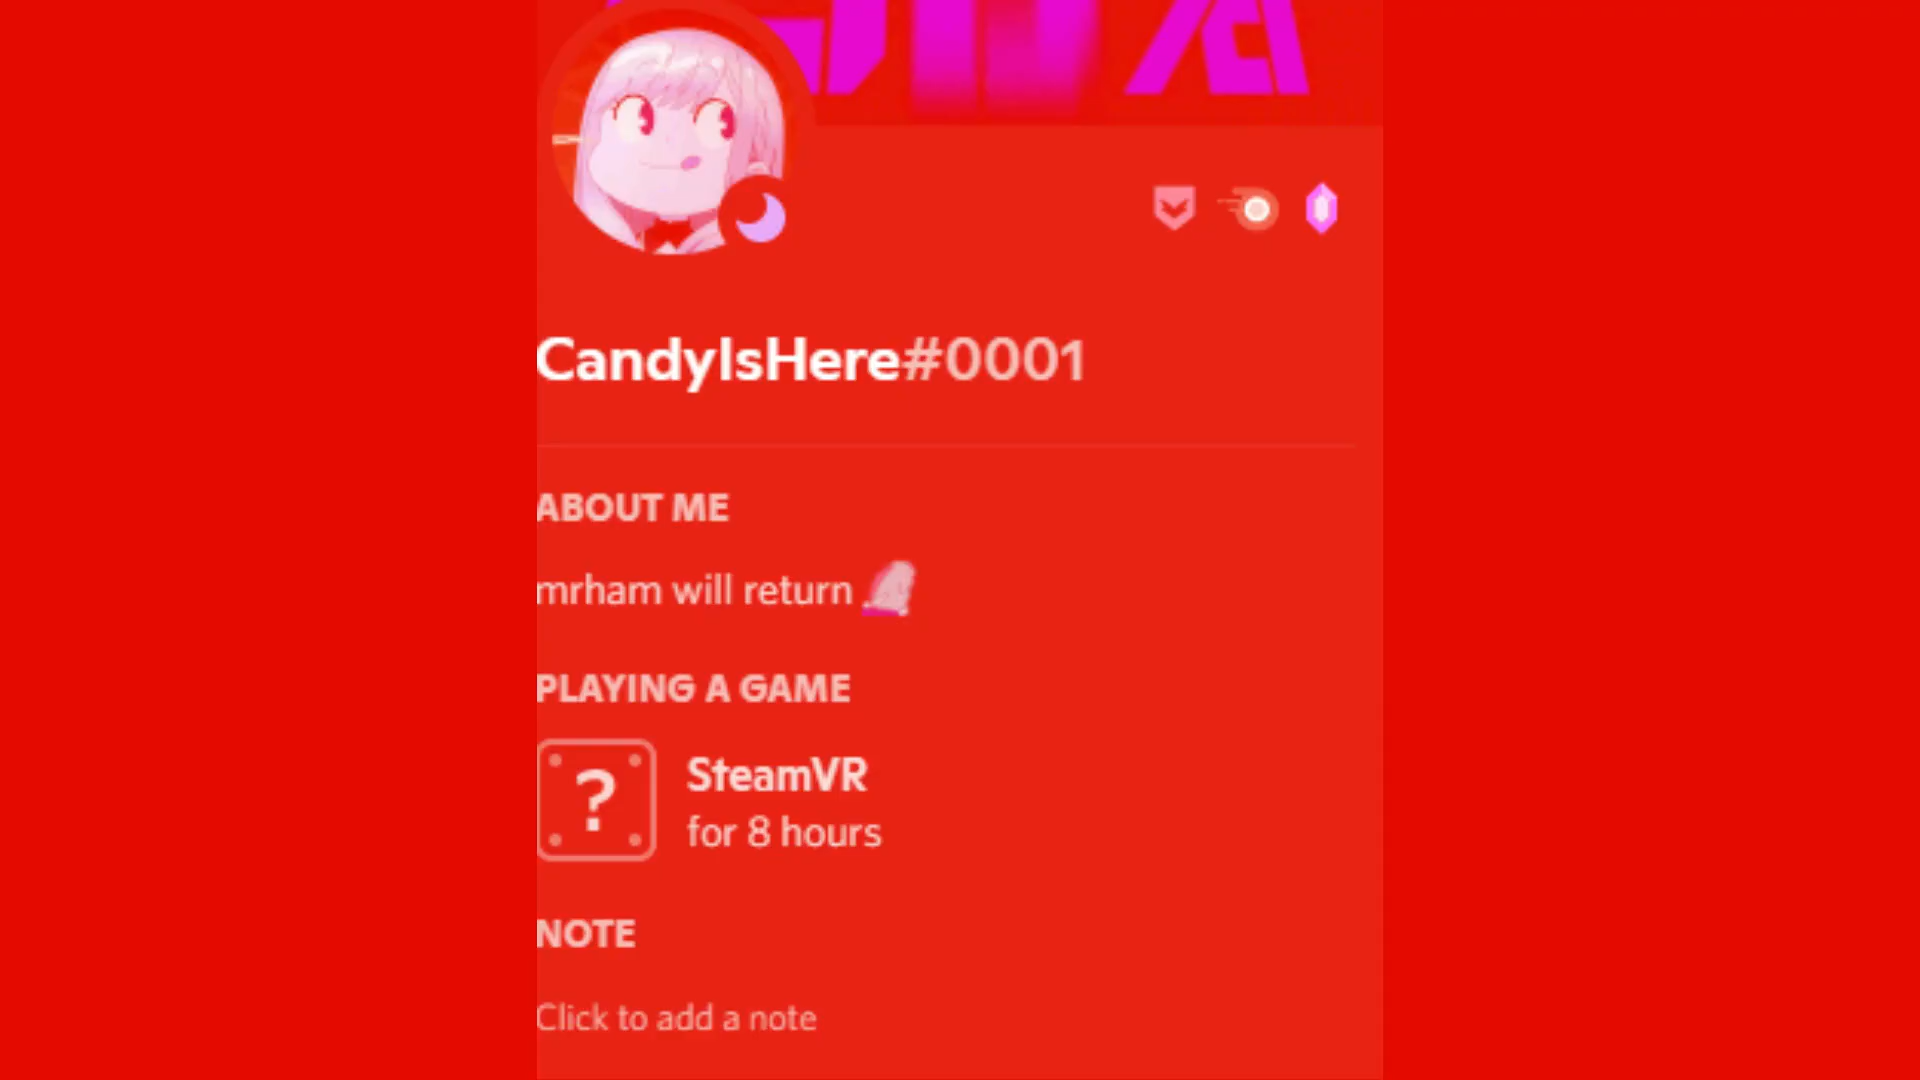 CandyIsHere#0001
ABOUT ME
mrham will return
PLAYING A GAME
?
SteamVR
for 8 hours
NOTE
Click to add a note